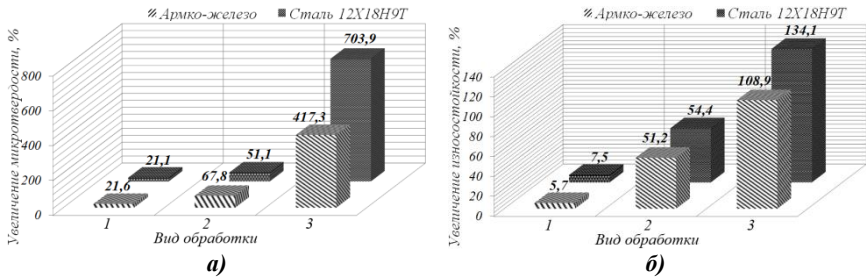 Армко-железо Сталь 12Х18Н9Т
Увеличение микротвердости, %
800
600
400
200
0
21,6
21,1
67,8
51,1
417,3
703,9
1 2 3
Вид обработки
а)
Армко-железо Сталь 12Х18Н9Т
Увеличение износостойкости, %
140
120
100
80
60
40
20
0
5,7
7,5
51,2
54,4
108,9
134,1
1 2 3
Вид обработки
б)